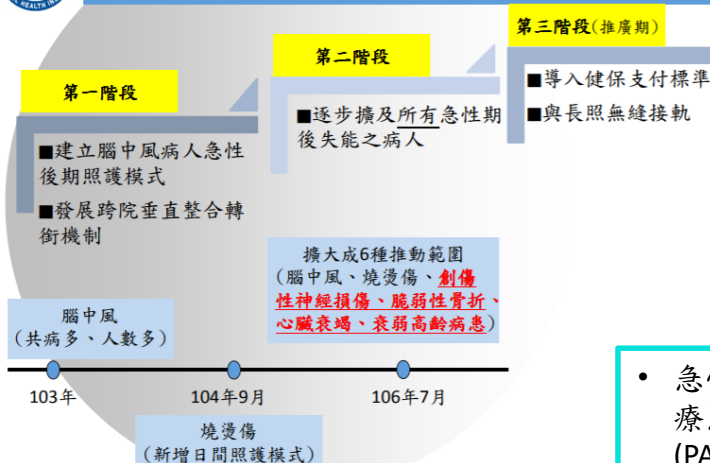 HEALTH IN
第一階段
■建立腦中風病人急性
後期照護模式
■發展跨院垂直整合轉
銜機制
第二階段
■逐步擴及所有急性期
後失能之病人
第三階段(推廣期)
■導入健保支付標準
■與長照無縫接軌
擴大成6種推動範圍
(腦中風、燒燙傷、創傷
性神經損傷、脆弱性骨折、
心臟衰竭、衰弱高齡病患)
腦中風
(共病多、人數多)
103年
104年9月
106年7月
燒燙傷
(新增日間照護模式)
• 急
療
(PA